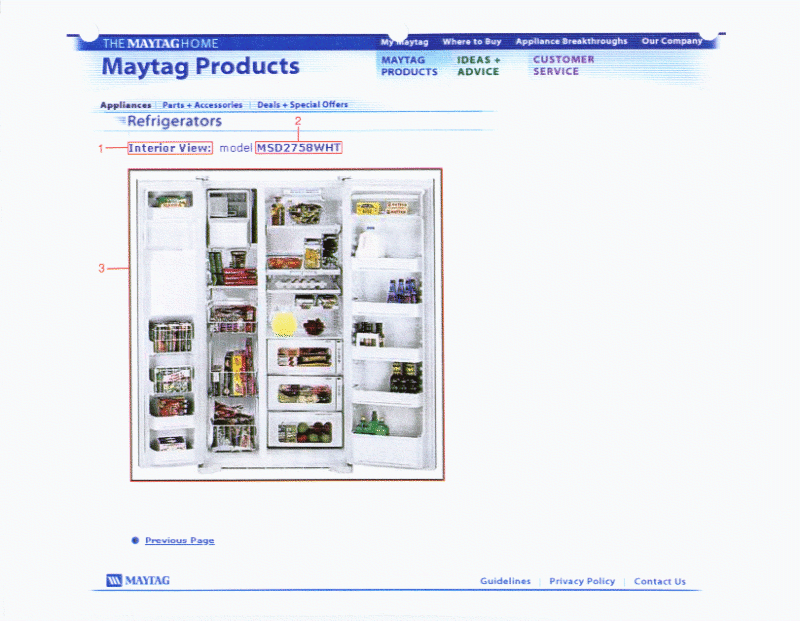 THE MAYTAG HOME
My Maytag Where to Buy Appliance Breakthroughs Our Company
Maytag Products
MAYTAG PRODUCTS IDEAS + ADVICE CUSTOMER SERVICE
Appliances Parts + Accessories Deals + Special Offers
Refrigerators
2
1 Interior View: model MSD2758WHT
3
Previous Page
MAYTAG Guidelines Privacy Policy Contact Us